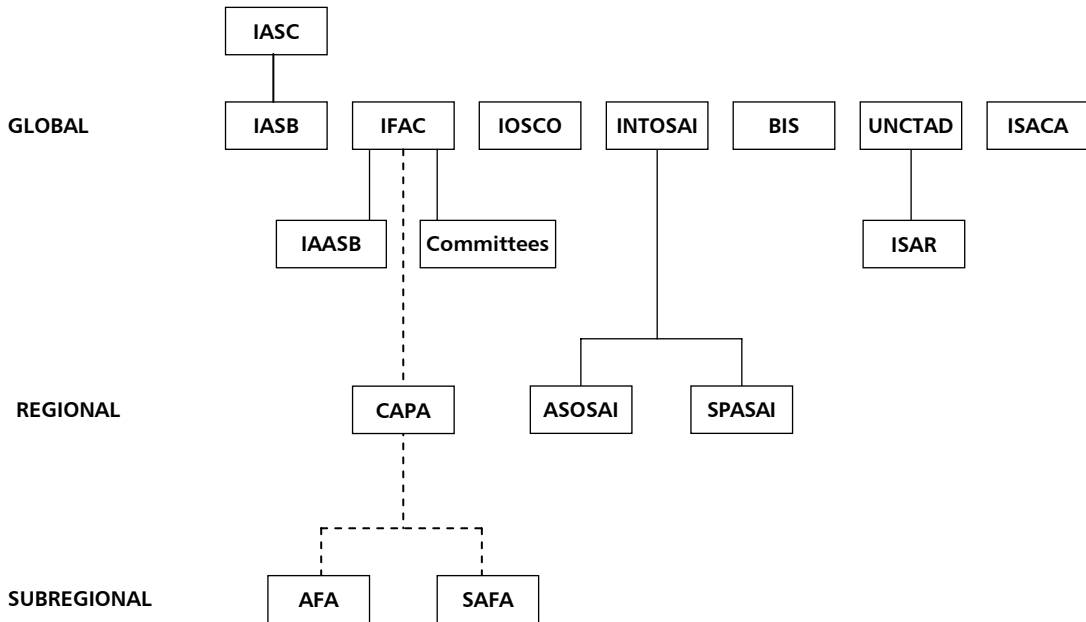 IASC
GLOBAL IASB IFAC IOSCO INTOSAI BIS UNCTAD ISACA
IAASB Committees ISAR
REGIONAL CAPA ASOSAI SPASAI
SUBREGIONAL AFA SAFA